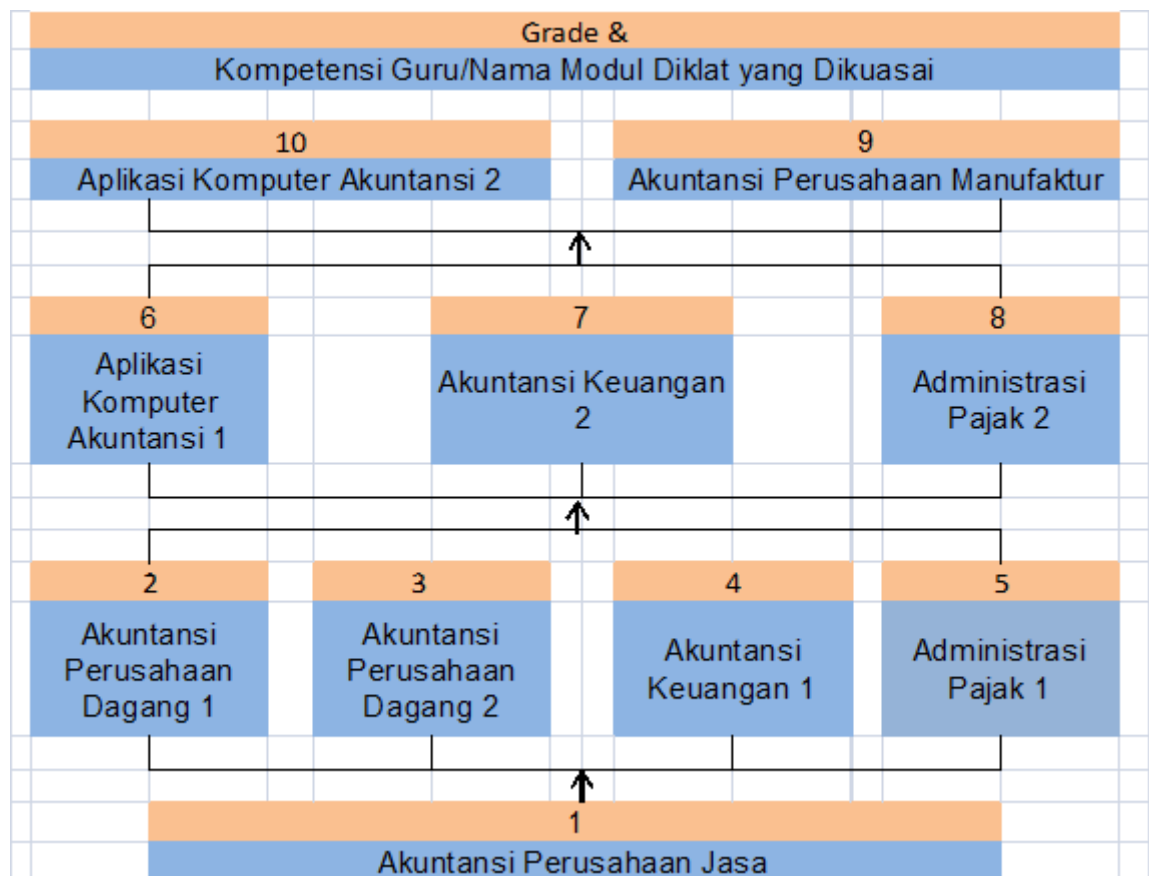 Grade &
Kompetensi Guru/Nama Modul Diklat yang Dikuasai
10
Aplikasi Komputer Akuntansi 2
9
Akuntansi Perusahaan Manufaktur
6
Aplikasi
Komputer
Akuntansi 1
7
Akuntansi Keuangan
2
8
Administrasi
Pajak 2
2
Akuntansi
Perusahaan
Dagang 1
3
Akuntansi
Perusahaan
Dagang 2
4
Akuntansi
Keuangan 1
5
Administrasi
Pajak 1
1
Akuntansi Perusahaan Jasa